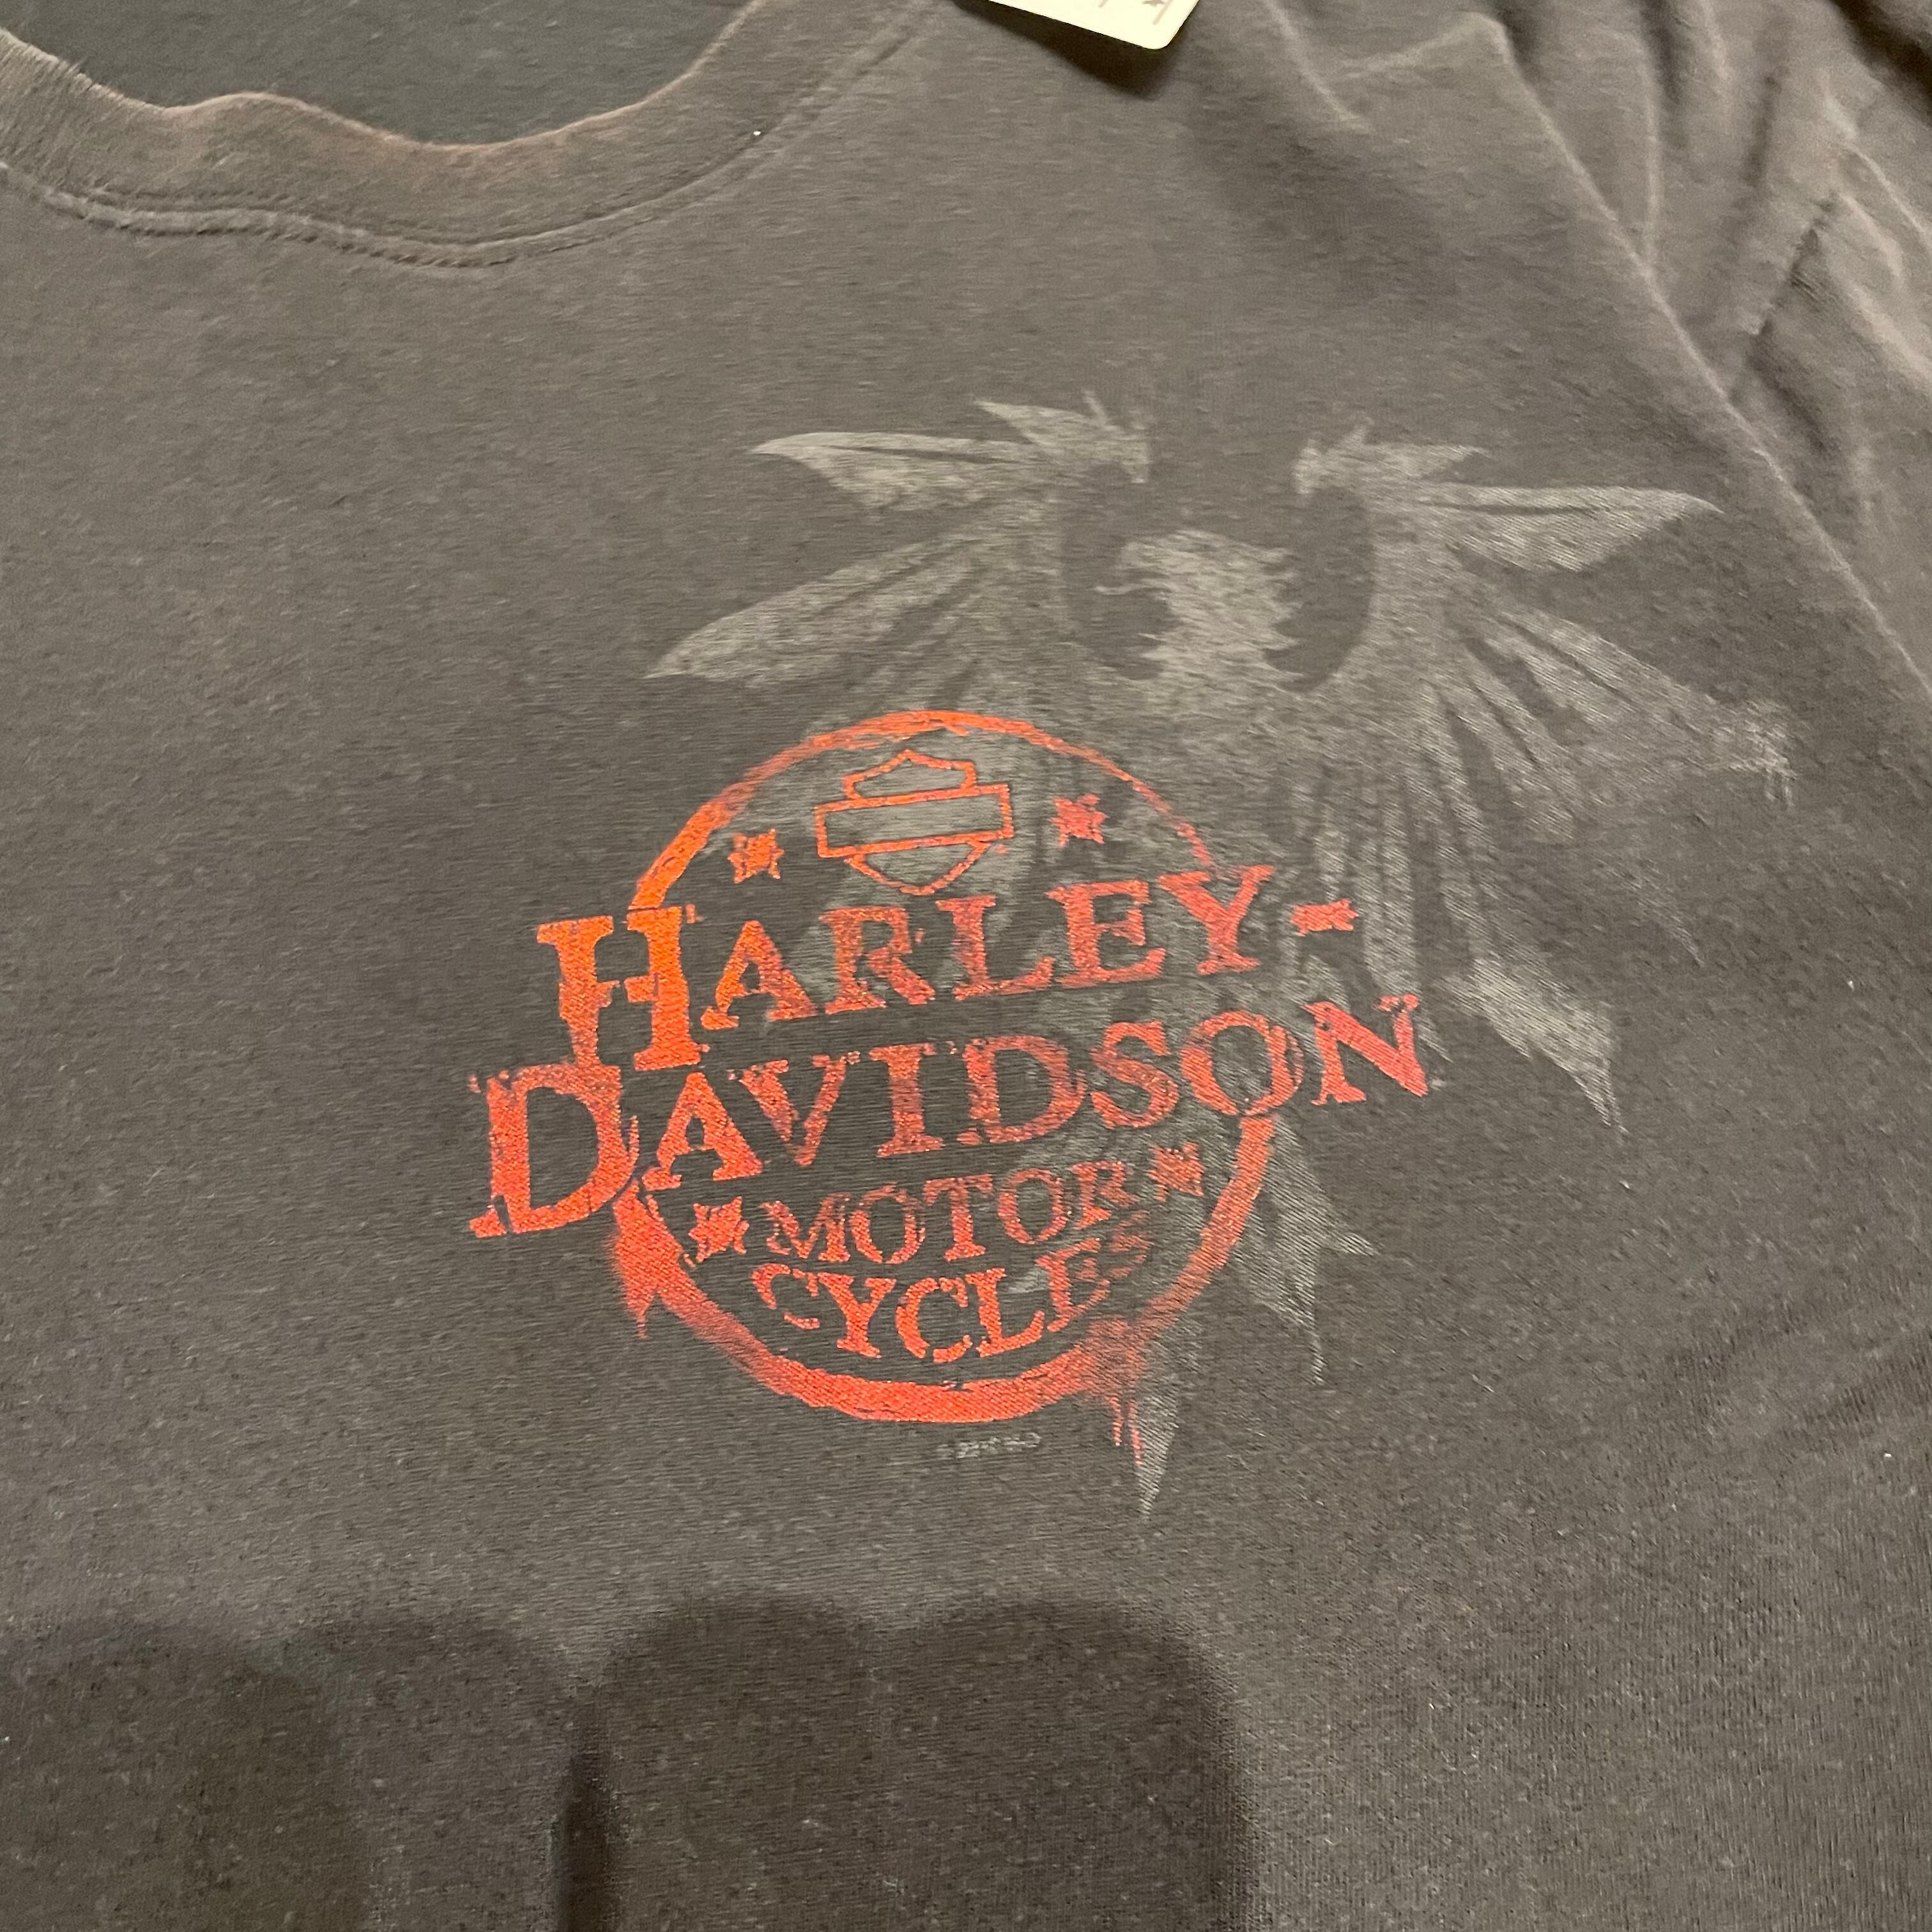 HARLEY-
DAVIDSON
MOTOR
CYCLES